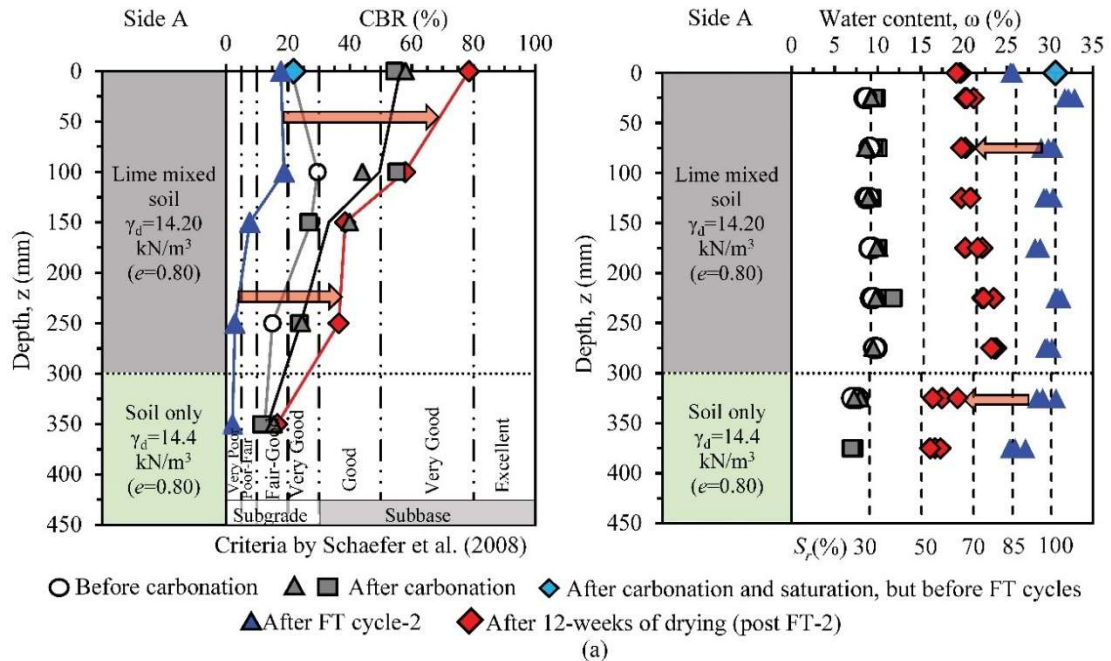 Side A
CBR (%)
0 20 40 60 80 100
Depth, z (mm)
0
50
100
150
200
250
300
350
400
450
Lime mixed
soil
γd=14.20
kN/m³
(e=0.80)
Soil only
γd=14.4
kN/m³
(e=0.80)
Very Poor
Poor-Fair
Fair-Good
Very Good
Good
Very Good
Excellent
Subgrade
Subbase
Criteria by Schaefer et al. (2008)
Side A
Water content, ω (%)
0 5 10 15 20 25 30 35
Depth, z (mm)
0
50
100
150
200
250
300
350
400
450
Lime mixed
soil
γd=14.20
kN/m³
(e=0.80)
Soil only
γd=14.4
kN/m³
(e=0.80)
Sr(%) 30 50 70 85 100
Before carbonation
After carbonation
After carbonation and saturation, but before FT cycles
After FT cycle-2
After 12-weeks of drying (post FT-2)
(a)